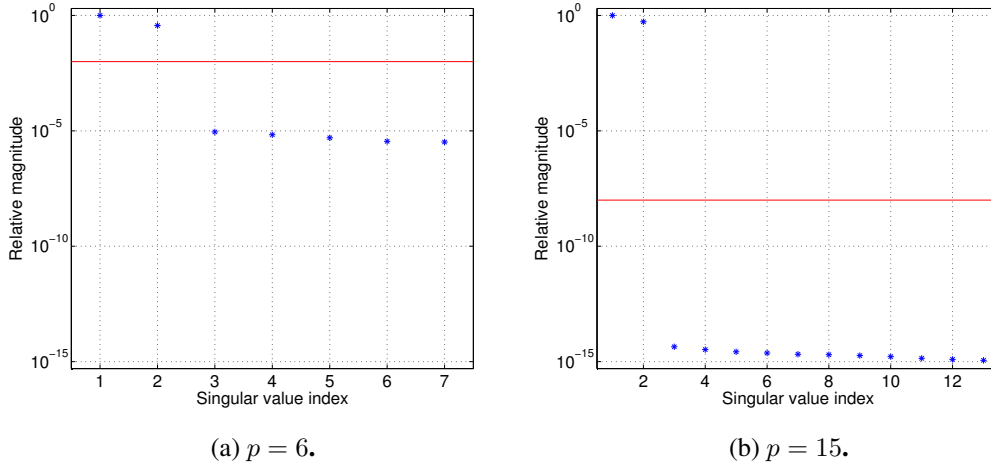 10^0
10^-5
10^-10
10^-15
Relative magnitude
1 2 3 4 5 6 7
Singular value index
(a) p = 6.
10^0
10^-5
10^-10
10^-15
Relative magnitude
2 4 6 8 10 12
Singular value index
(b) p = 15.